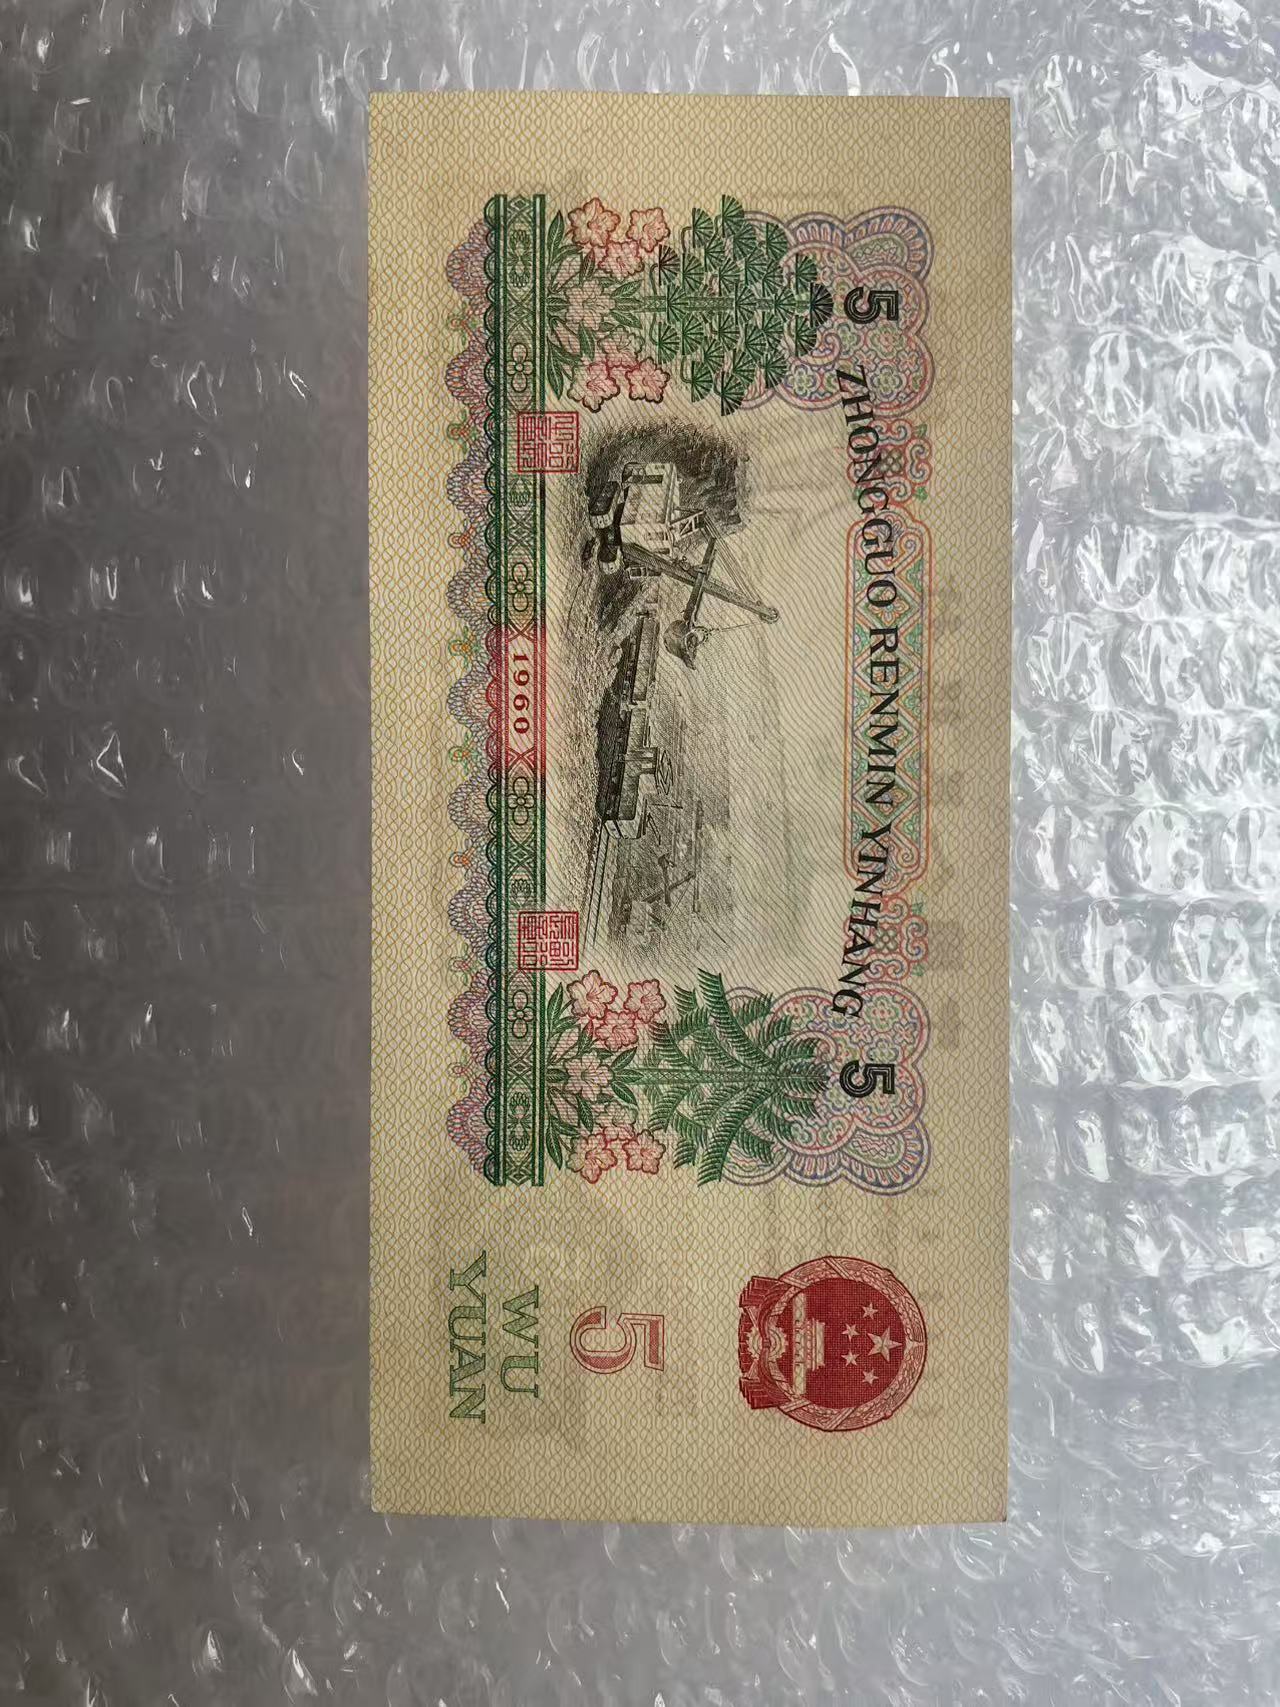 5 ZHONGGUO RENMIN YINHANG 5
1960
5
WU
YUAN